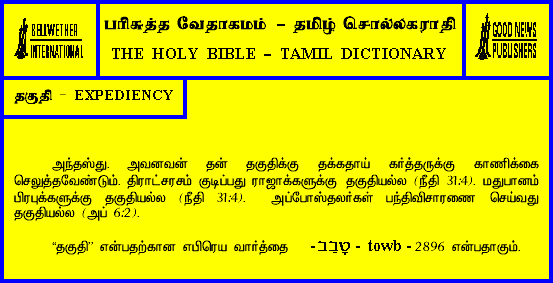 BELLWETHER
INTERNATIONAL
பரிசுத்த வேதாகமம் – தமிழ் சொல்லகராதி
THE HOLY BIBLE – TAMIL DICTIONARY
GOOD NEWS
PUBLISHERS
தகுதி – EXPEDIENCY
அந்தஸ்து. அவனவன் தன் தகுதிக்கு தக்கதாய் கர்த்தருக்கு காணிக்கை
செலுத்தவேண்டும். திராட்சரசம் குடிப்பது ராஜாக்களுக்கு தகுதியல்ல (நீதி 31:4). மதுபானம்
பிரபுக்களுக்கு தகுதியல்ல (நீதி 31:4). அப்போஸ்தலர்கள் பந்திவிசாரணை செய்வது
தகுதியல்ல (அப் 6:2).
“தகுதி” என்பதற்கான எபிரெய வார்த்தை - טָבַב - towb - 2896 என்பதாகும்.